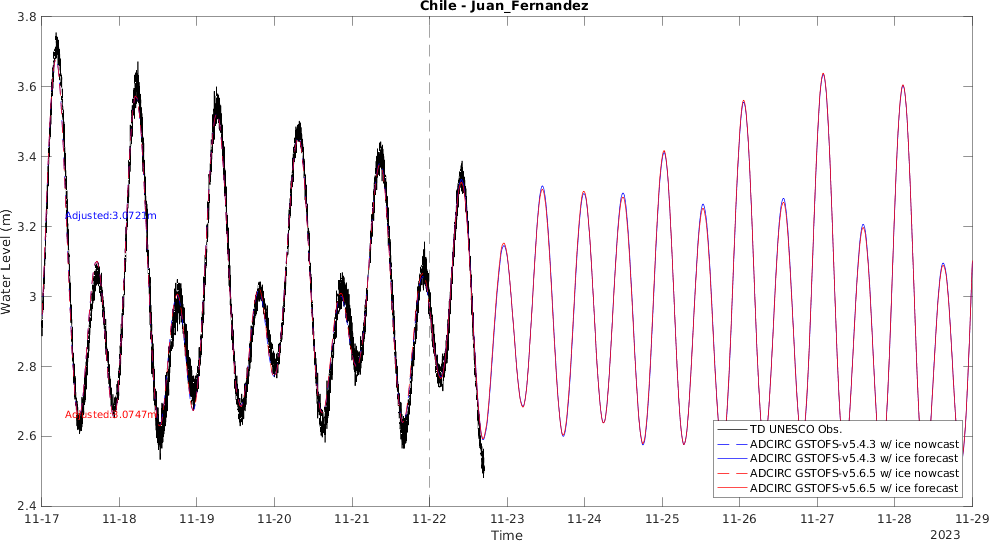 Chile - Juan_Fernandez
3.8
3.6
3.4
3.2
3
2.8
2.6
2.4
Water Level (m)
Adjusted:3.0721m
Adjusted:3.0747m
TD UNESCO Obs.
ADCIRC GSTOFS-v5.4.3 w/ ice nowcast
ADCIRC GSTOFS-v5.4.3 w/ ice forecast
ADCIRC GSTOFS-v5.6.5 w/ ice nowcast
ADCIRC GSTOFS-v5.6.5 w/ ice forecast
11-17 11-18 11-19 11-20 11-21 11-22 11-23 11-24 11-25 11-26 11-27 11-28 11-29
Time
2023